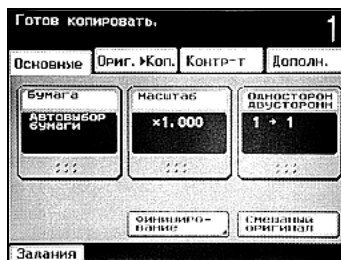 Готов копировать.
1
Основные
Ориг.▸Коп.
Контр-т
Дополн.
Бумага
Масштаб
Односторон
двусторонн
Автовыбор
бумаги
×1.000
1 → 1
Финиширо-
вание
Смешаный
оригинал
Задания